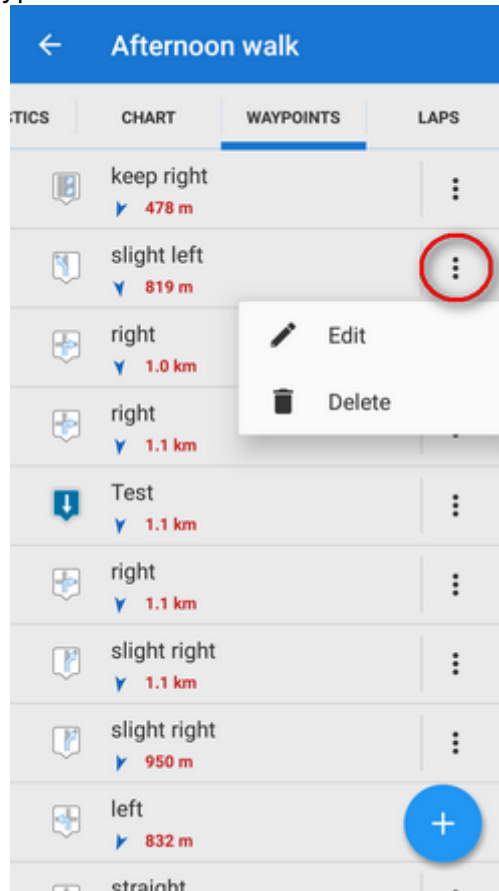 Afternoon walk
CHART WAYPOINTS LAPS
keep right
478 m
slight left
819 m
right
1.0 km
Edit
right
1.1 km
Delete
Test
1.1 km
right
1.1 km
slight right
1.1 km
slight right
950 m
left
832 m
straight